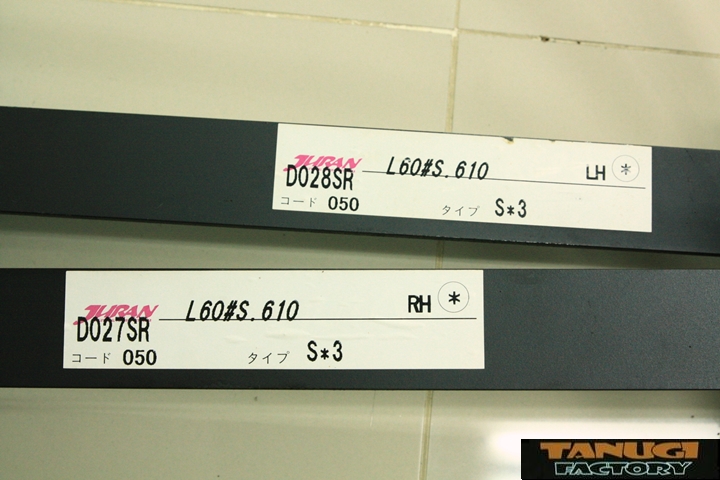 JURAN L60#S.610 LH *
D028SR
コード 050 タイプ S*3
JURAN L60#S.610 RH *
D027SR
コード 050 タイプ S*3
TANUGI
FACTORY